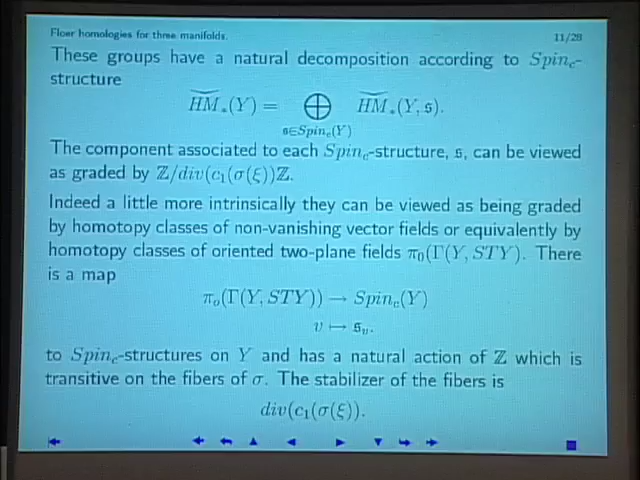 Floer homologies for three manifolds.
11/28
These groups have a natural decomposition according to Spin_c-
structure
\widetilde{HM}_*(Y) = ⊕ \widetilde{HM}_*(Y, 𝔰).
𝔰∈Spin_c(Y)
The component associated to each Spin_c-structure, 𝔰, can be viewed
as graded by ℤ/div(c₁(σ(ξ))ℤ.
Indeed a little more intrinsically they can be viewed as being graded
by homotopy classes of non-vanishing vector fields or equivalently by
homotopy classes of oriented two-plane fields π₀(Γ(Y, STY). There
is a map
π_o(Γ(Y, STY)) → Spin_c(Y)
v ↦ 𝔰_v.
to Spin_c-structures on Y and has a natural action of ℤ which is
transitive on the fibers of σ. The stabilizer of the fibers is
div(c₁(σ(ξ)).